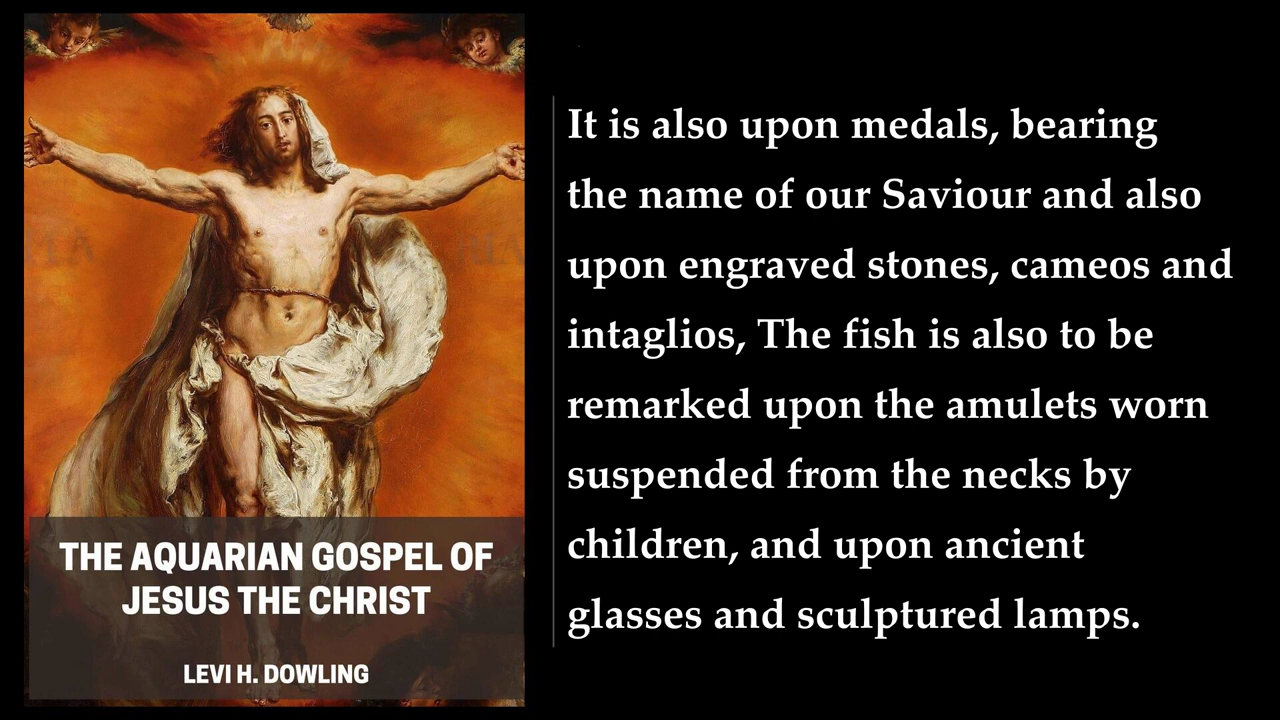 THE AQUARIAN GOSPEL OF
JESUS THE CHRIST
LEVI H. DOWLING
It is also upon medals, bearing
the name of our Saviour and also
upon engraved stones, cameos and
intaglios, The fish is also to be
remarked upon the amulets worn
suspended from the necks by
children, and upon ancient
glasses and sculptured lamps.